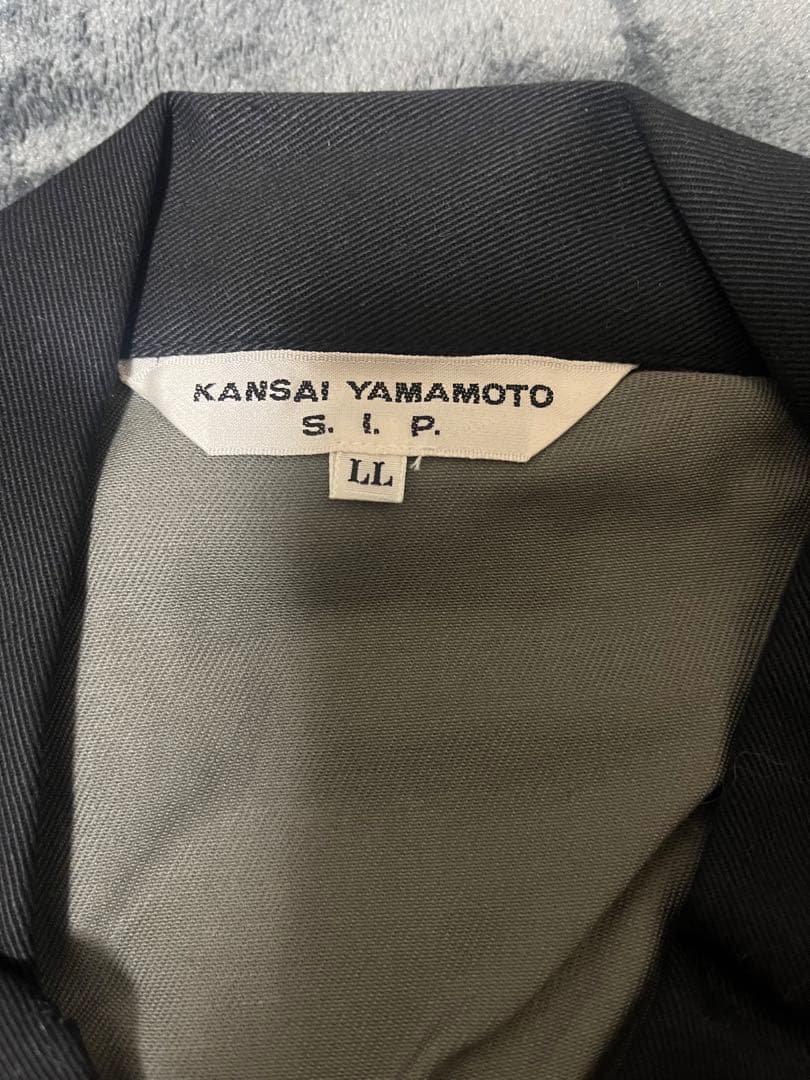 KANSAI YAMAMOTO
S. I. P.
LL